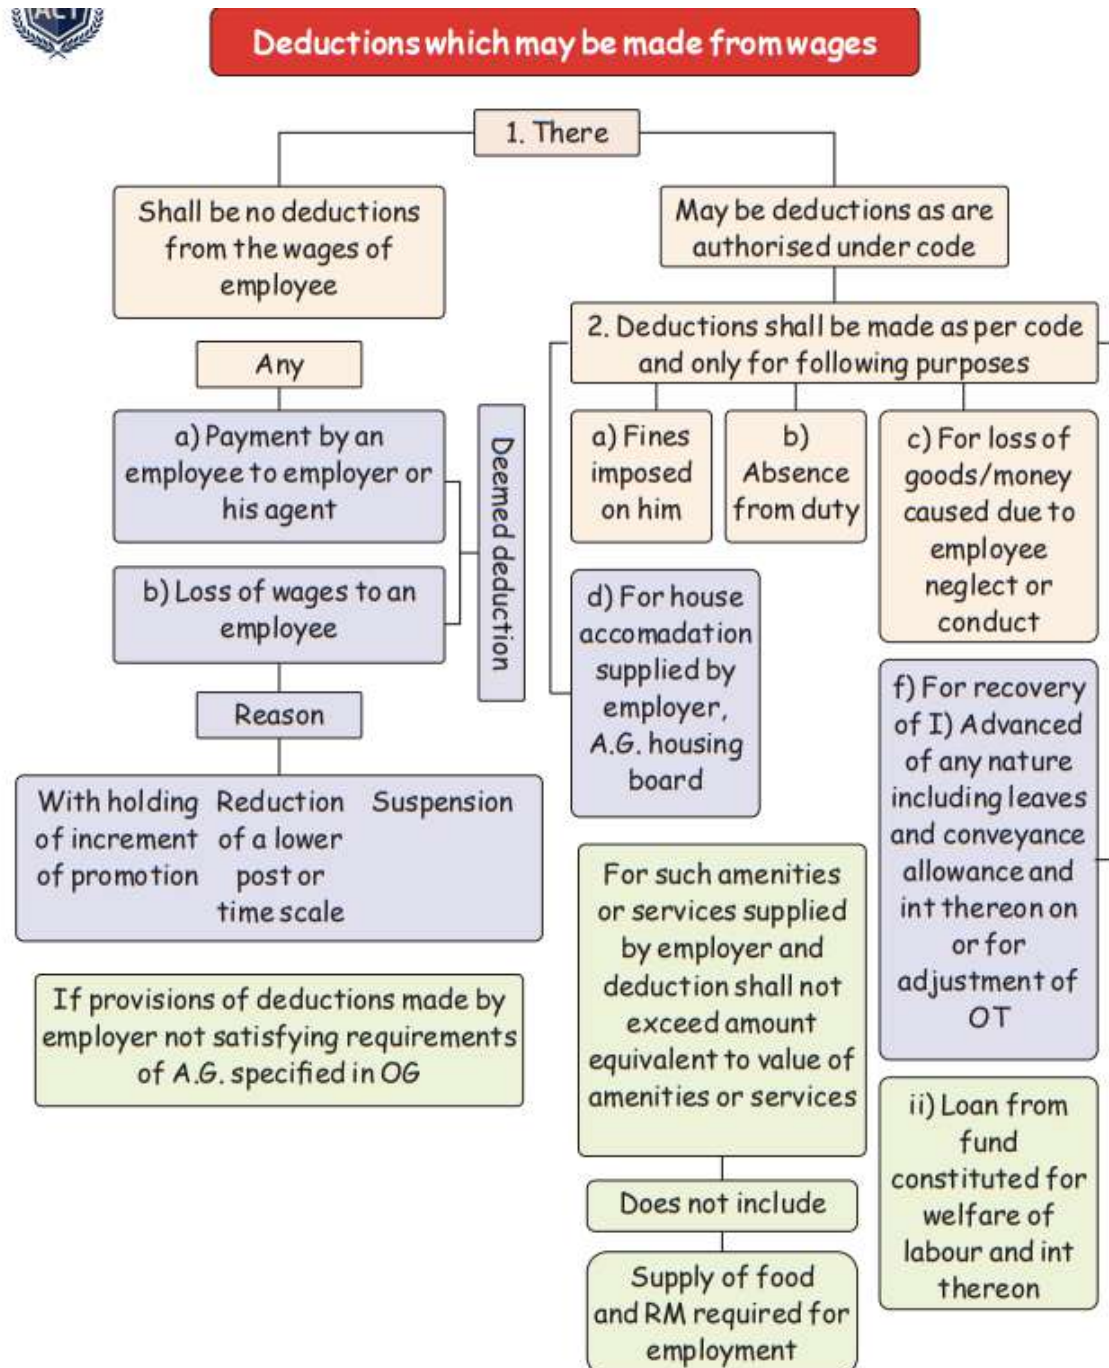 ACT
Deductions which may be made from wages
1. There
Shall be no deductions
from the wages of
employee
May be deductions as are
authorised under code
2. Deductions shall be made as per code
and only for following purposes
Any
a) Payment by an
employee to employer or
his agent
b) Loss of wages to an
employee
Deemed deduction
Reason
With holding
of increment
of promotion
Reduction
of a lower
post or
time scale
Suspension
If provisions of deductions made by
employer not satisfying requirements
of A.G. specified in OG
a) Fines
imposed
on him
b)
Absence
from duty
c) For loss of
goods/money
caused due to
employee
neglect or
conduct
d) For house
accomadation
supplied by
employer,
A.G. housing
board
f) For recovery
of I) Advanced
of any nature
including leaves
and conveyance
allowance and
int thereon on
or for
adjustment of
OT
For such amenities
or services supplied
by employer and
deduction shall not
exceed amount
equivalent to value of
amenities or services
Does not include
Supply of food
and RM required for
employment
ii) Loan from
fund
constituted for
welfare of
labour and int
thereon